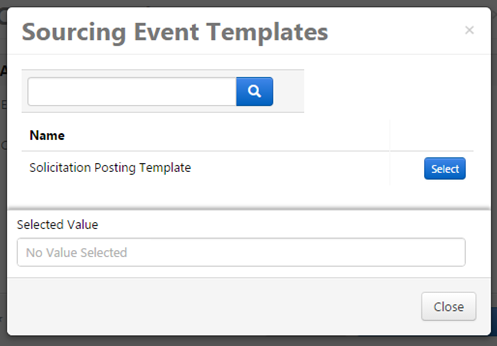 Sourcing Event Templates
×
Name
Solicitation Posting Template Select
Selected Value
No Value Selected
Close